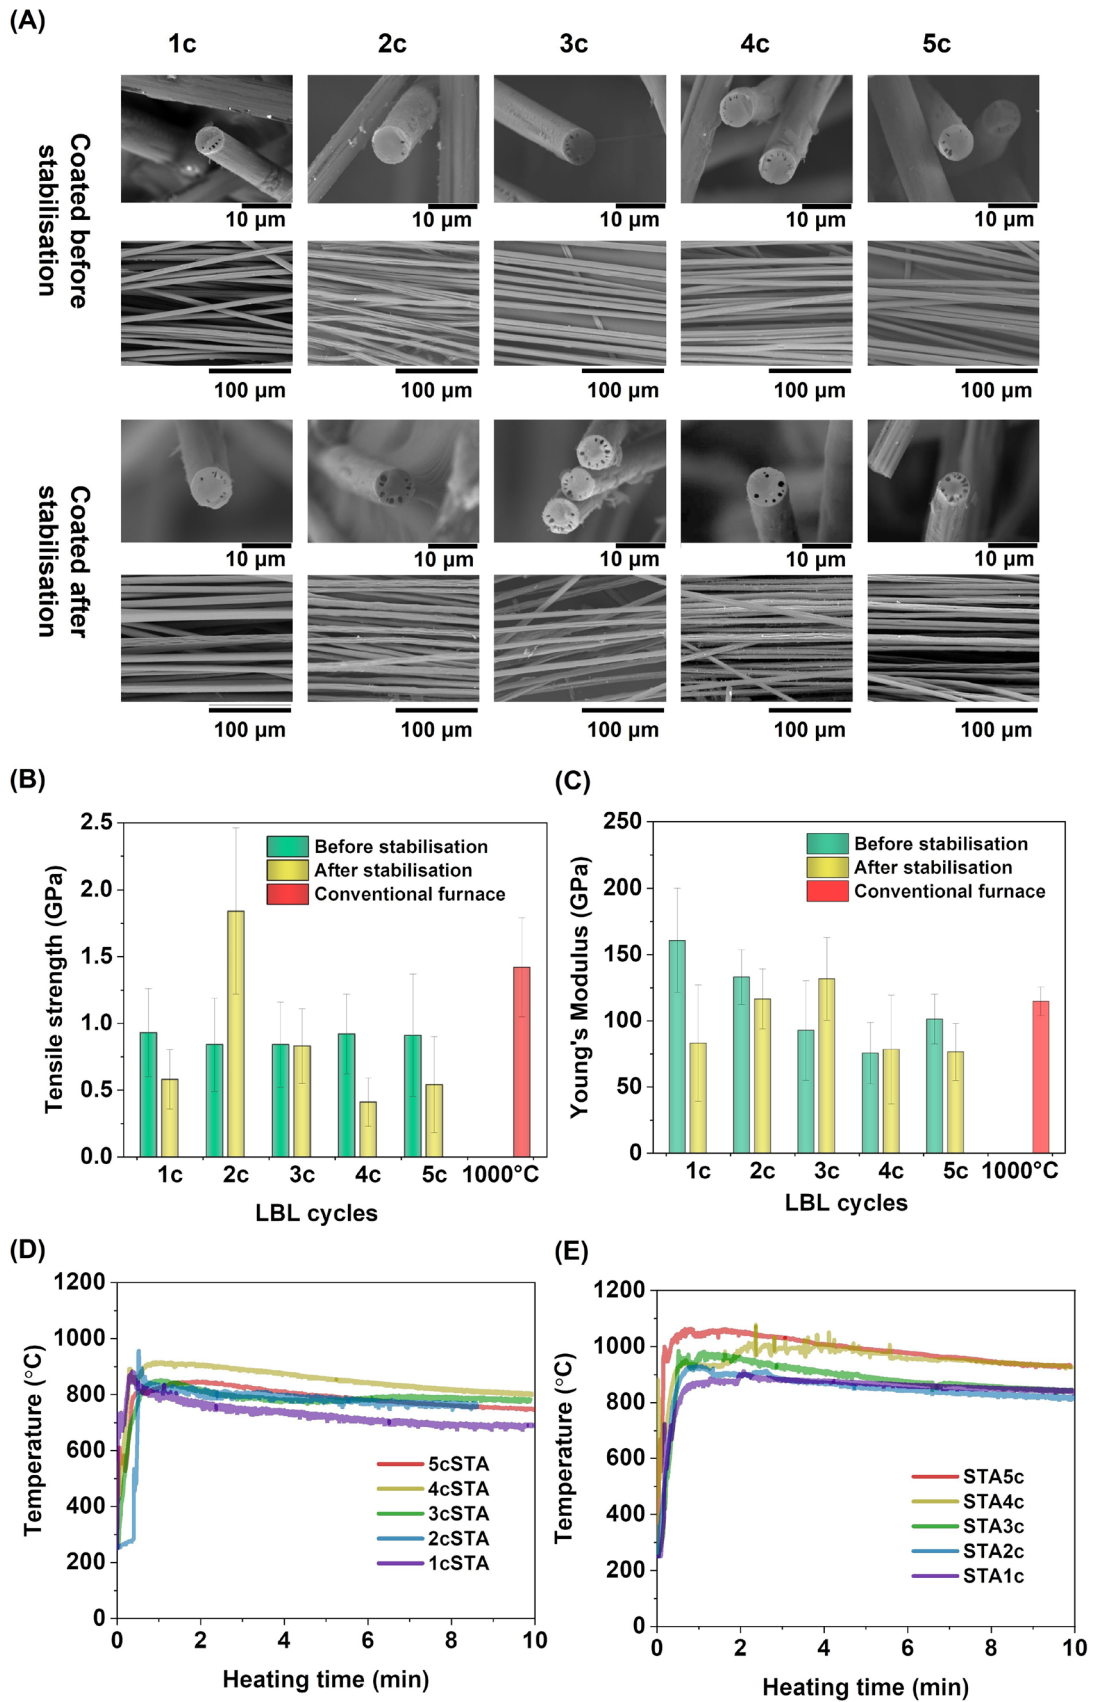 (A)
1c 2c 3c 4c 5c
Coated before
stabilisation
10 µm 10 µm 10 µm 10 µm 10 µm
100 µm 100 µm 100 µm 100 µm 100 µm
Coated after
stabilisation
10 µm 10 µm 10 µm 10 µm 10 µm
100 µm 100 µm 100 µm 100 µm 100 µm
(B)
Tensile strength (GPa)
2.5
2.0
1.5
1.0
0.5
0.0
Before stabilisation
After stabilisation
Conventional furnace
1c 2c 3c 4c 5c 1000°C
LBL cycles
(C)
Young's Modulus (GPa)
250
200
150
100
50
0
Before stabilisation
After stabilisation
Conventional furnace
1c 2c 3c 4c 5c 1000°C
LBL cycles
(D)
Temperature (°C)
1200
1000
800
600
400
200
0
5cSTA
4cSTA
3cSTA
2cSTA
1cSTA
0 2 4 6 8 10
Heating time (min)
(E)
Temperature (°C)
1200
1000
800
600
400
200
0
STA5c
STA4c
STA3c
STA2c
STA1c
0 2 4 6 8 10
Heating time (min)